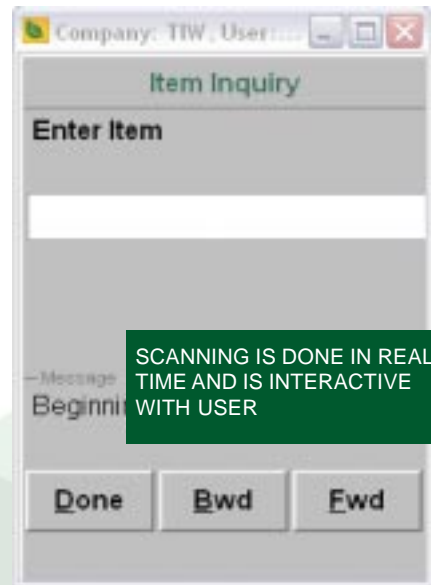 Company: TIW, User: ...
Item Inquiry
Enter Item
SCANNING IS DONE IN REAL
TIME AND IS INTERACTIVE
WITH USER
Message
Done Bwd Fwd